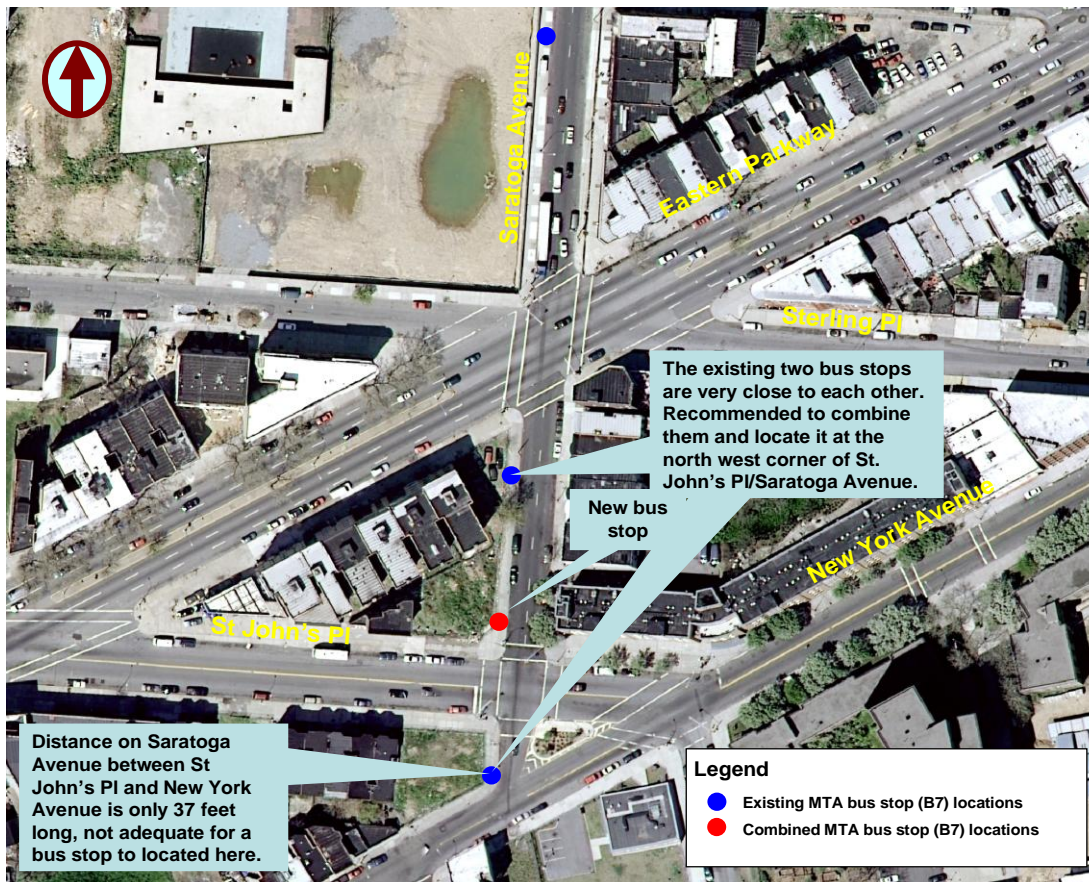 Saratoga Avenue
Eastern Parkway
Sterling Pl
The existing two bus stops
are very close to each other.
Recommended to combine
them and locate it at the
north west corner of St.
John's Pl/Saratoga Avenue.
New bus
stop
New York Avenue
St John's Pl
Distance on Saratoga
Avenue between St
John's Pl and New York
Avenue is only 37 feet
long, not adequate for a
bus stop to located here.
Legend
Existing MTA bus stop (B7) locations
Combined MTA bus stop (B7) locations